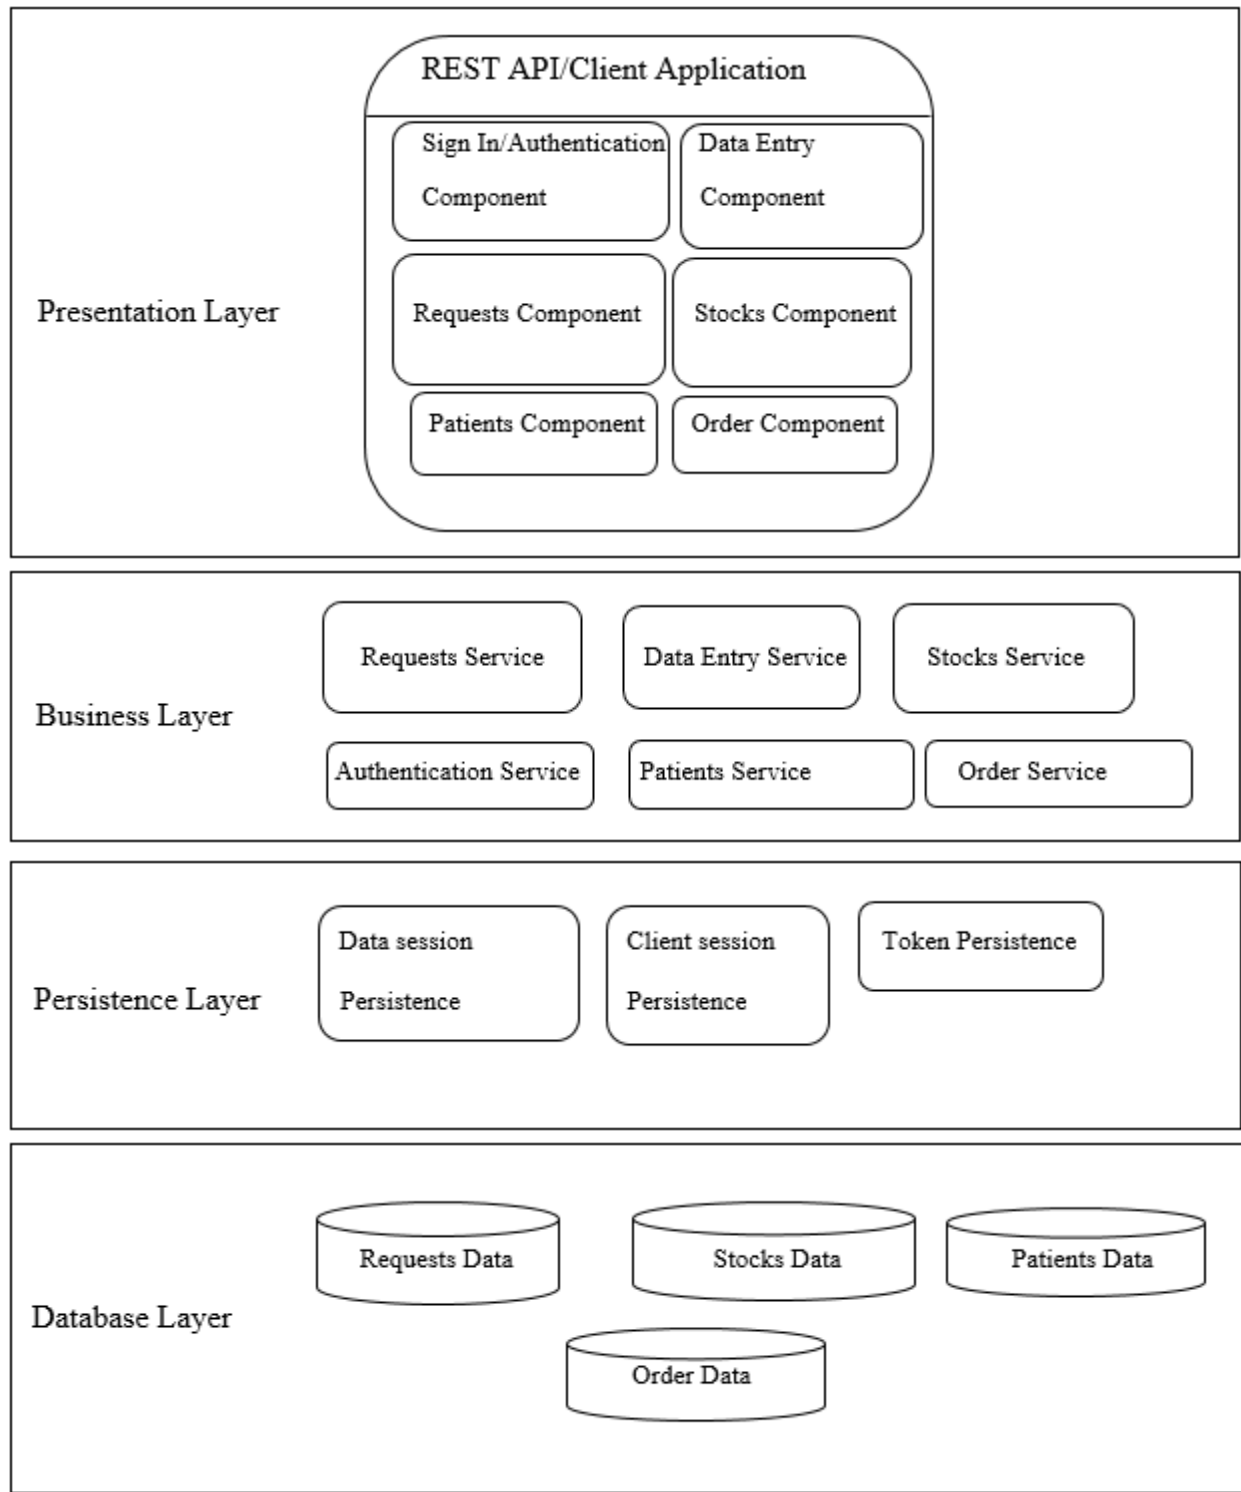 REST API/Client Application
Sign In/Authentication
Component
Data Entry
Component
Presentation Layer
Requests Component
Stocks Component
Patients Component
Order Component
Business Layer
Requests Service
Data Entry Service
Stocks Service
Authentication Service
Patients Service
Order Service
Persistence Layer
Data session
Persistence
Client session
Persistence
Token Persistence
Database Layer
Requests Data
Stocks Data
Patients Data
Order Data